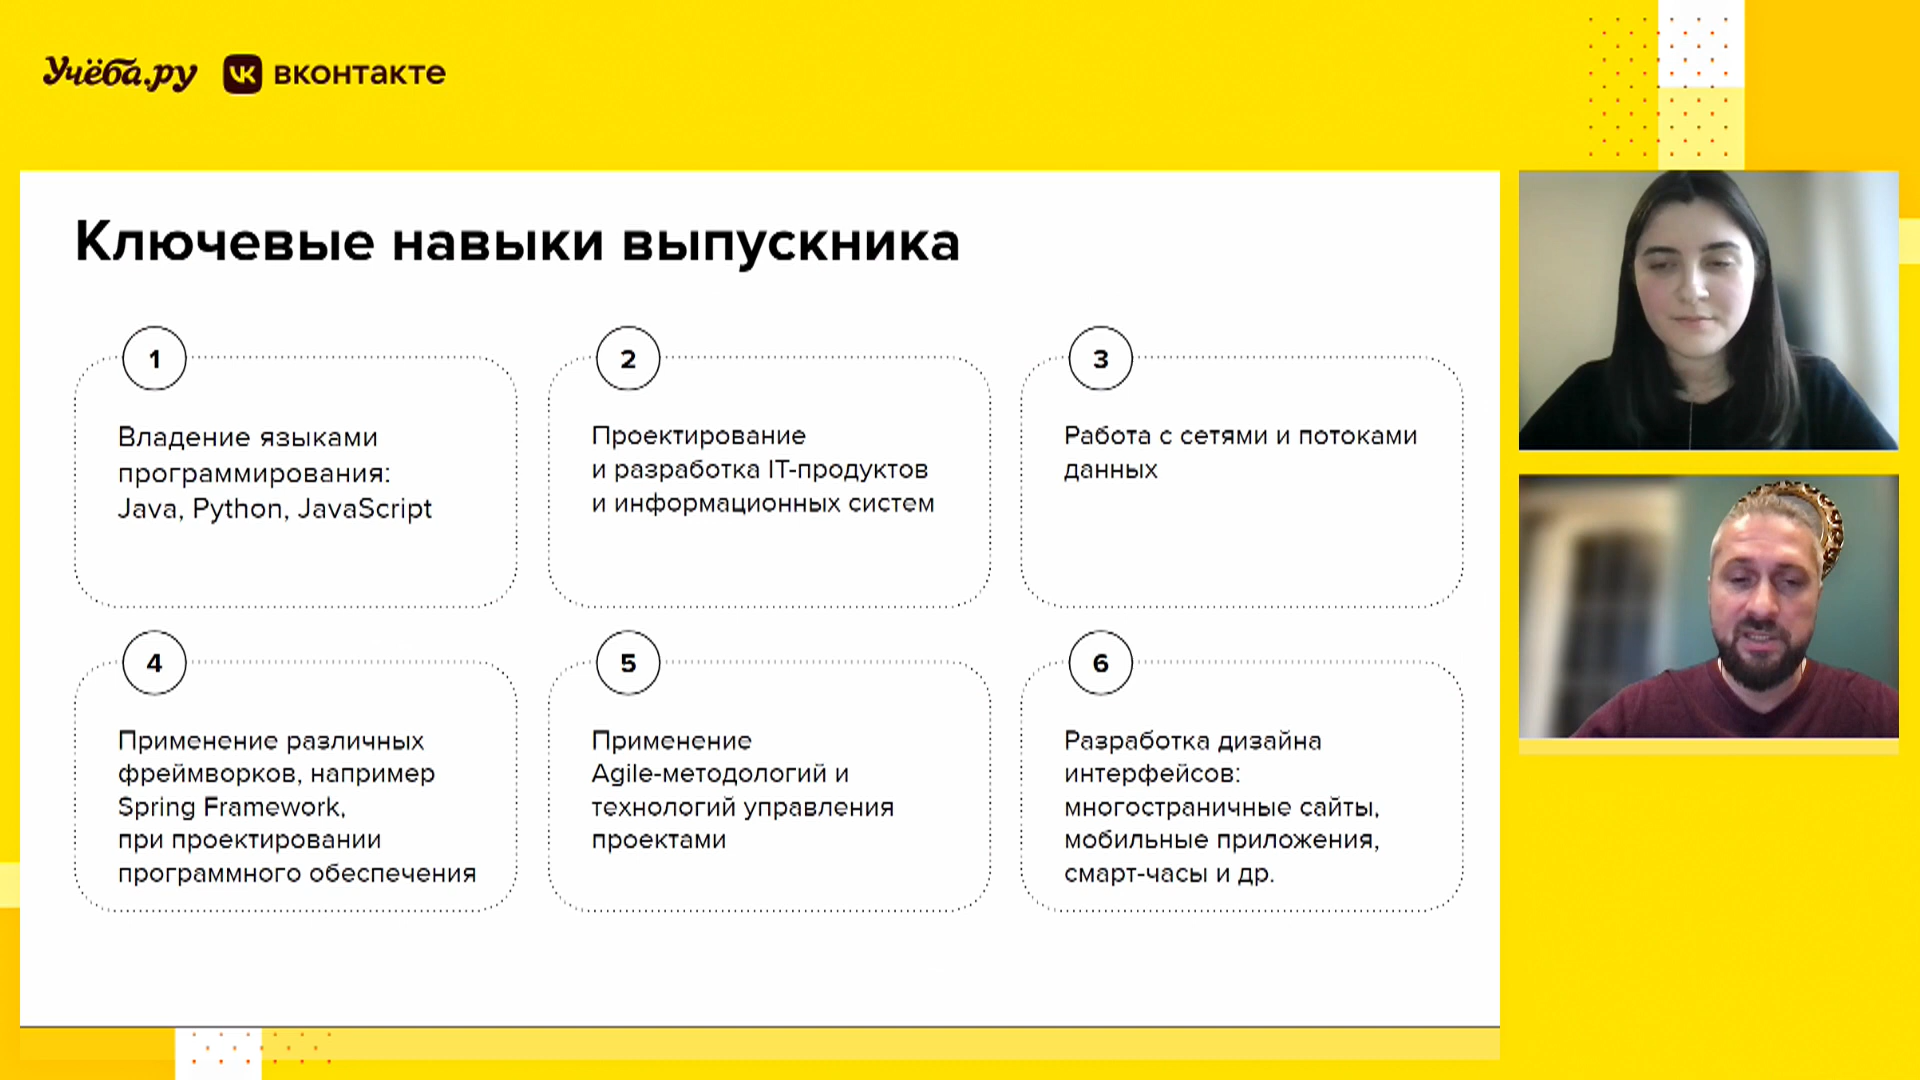 Учёба.ру вконтакте
Ключевые навыки выпускника
1
Владение языками
программирования:
Java, Python, JavaScript
2
Проектирование
и разработка IT-продуктов
и информационных систем
3
Работа с сетями и потоками
данных
4
Применение различных
фреймворков, например
Spring Framework,
при проектировании
программного обеспечения
5
Применение
Agile-методологий и
технологий управления
проектами
6
Разработка дизайна
интерфейсов:
многостраничные сайты,
мобильные приложения,
смарт-часы и др.